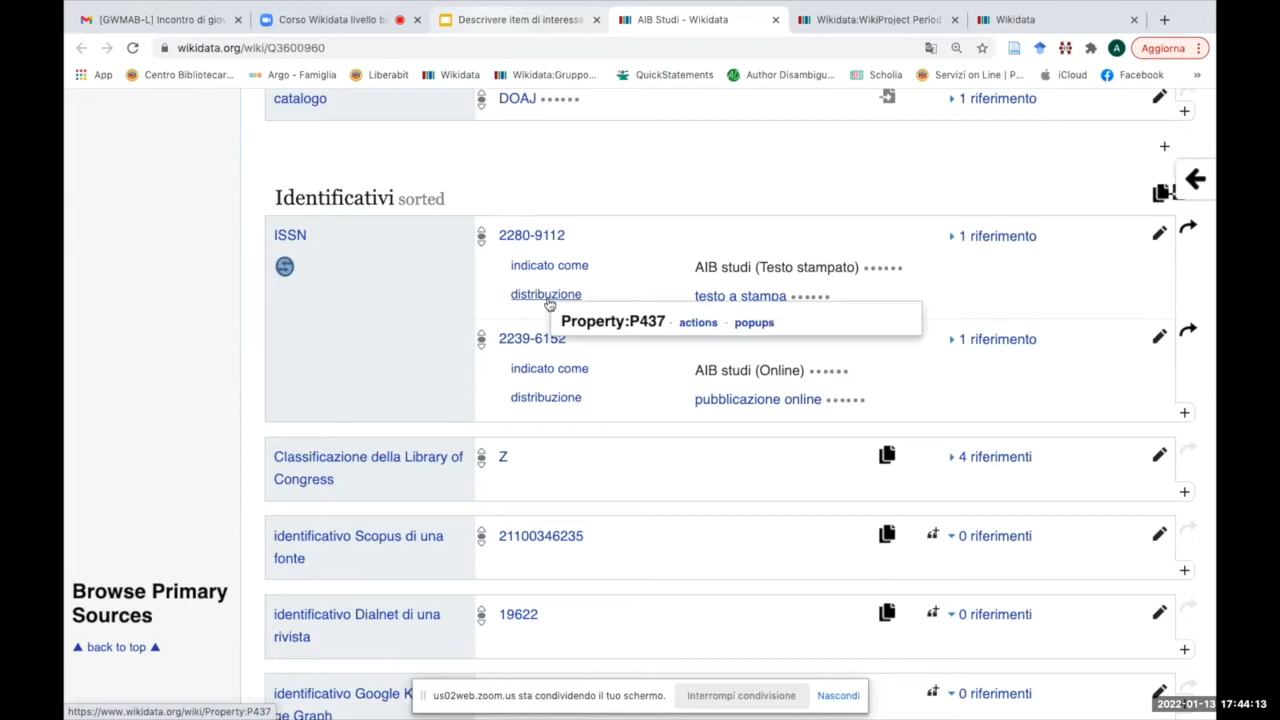 [GWMAB-L] Incontro di giov
Corso Wikidata livello b
Descrivere item di interesse
AIB Studi - Wikidata
Wikidata:WikiProject Period
Wikidata
wikidata.org/wiki/Q3600960
A
Aggiorna
App
Centro Bibliotecar...
Argo - Famiglia
Liberabit
Wikidata
Wikidata:Gruppo...
QuickStatements
Author Disambigu...
Scholia
Servizi on Line | P...
iCloud
Facebook
»
catalogo
DOAJ
1 riferimento
+
+
Identificativi sorted
ISSN
2280-9112
1 riferimento
indicato come
AIB studi (Testo stampato)
distribuzione
testo a stampa
Property:P437 · actions · popups
2239-6152
1 riferimento
indicato come
AIB studi (Online)
distribuzione
pubblicazione online
+
Classificazione della Library of
Congress
Z
4 riferimenti
+
identificativo Scopus di una
fonte
21100346235
0 riferimenti
+
Browse Primary
Sources
▲ back to top ▲
identificativo Dialnet di una
rivista
19622
0 riferimenti
+
identificativo Google K
ge Graph
0 riferimenti
us02web.zoom.us sta condividendo il tuo schermo.
Interrompi condivisione
Nascondi
https://www.wikidata.org/wiki/Property:P437
2022-01-13 17:44:13